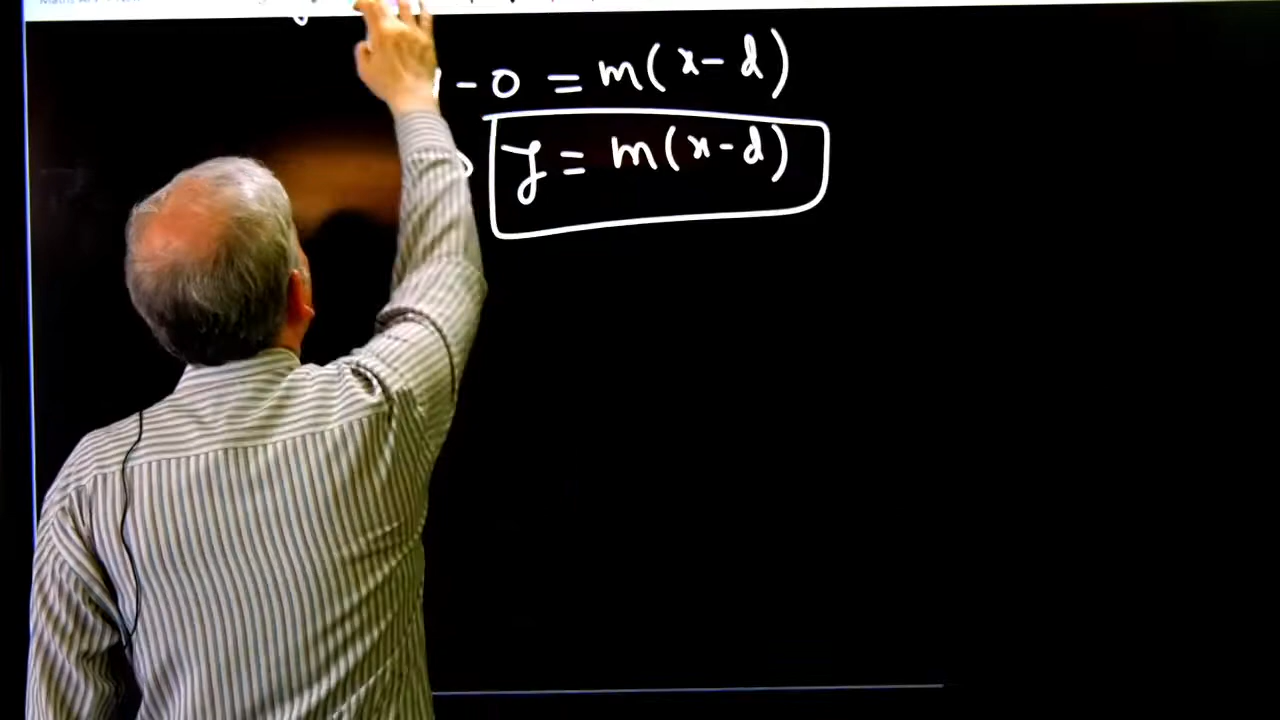 - 0 = m(x-d)
y = m(x-d)